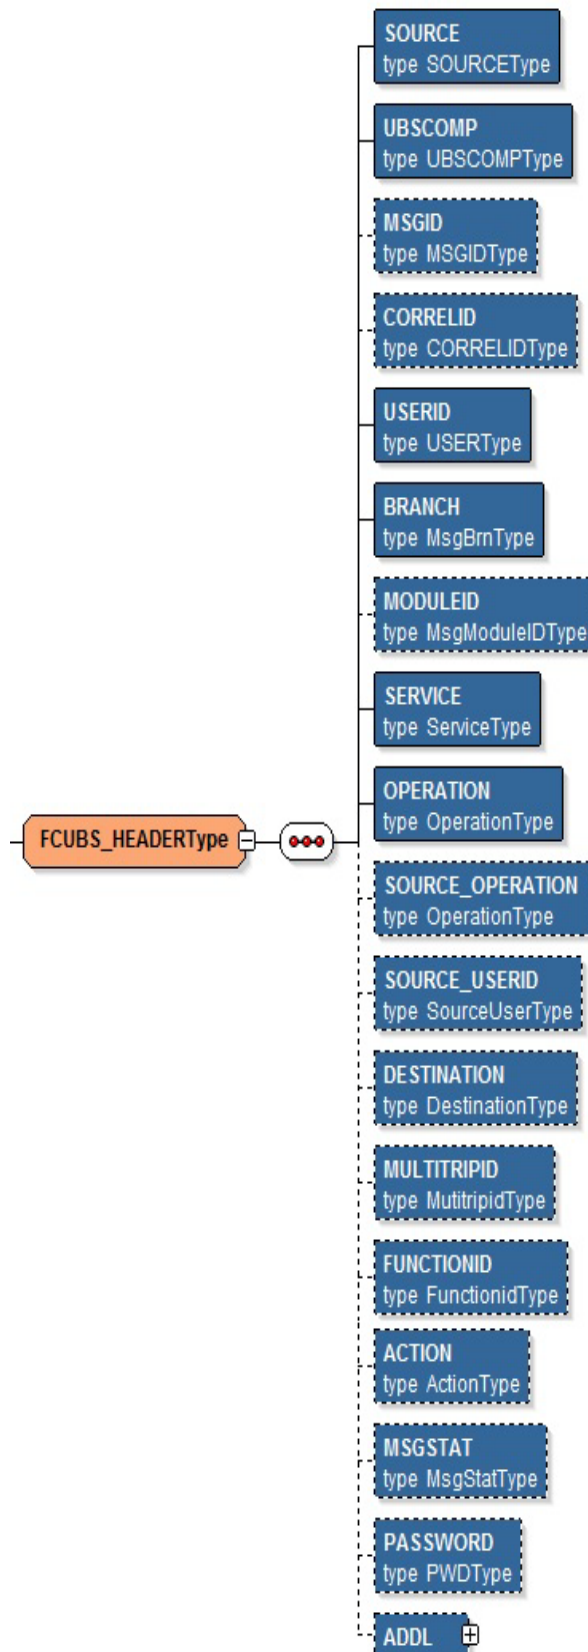 SOURCE
type SOURCEType
UBSCOMP
type UBSCOMPType
MSGID
type MSGIDType
CORRELID
type CORRELIDType
USERID
type USERType
BRANCH
type MsgBrnType
MODULEID
type MsgModuleIDType
SERVICE
type ServiceType
OPERATION
type OperationType
FCUBS_HEADERType
SOURCE_OPERATION
type OperationType
SOURCE_USERID
type SourceUserType
DESTINATION
type DestinationType
MULTITRIPID
type MutitripidType
FUNCTIONID
type FunctionidType
ACTION
type ActionType
MSGSTAT
type MsgStatType
PASSWORD
type PWDType
ADDL